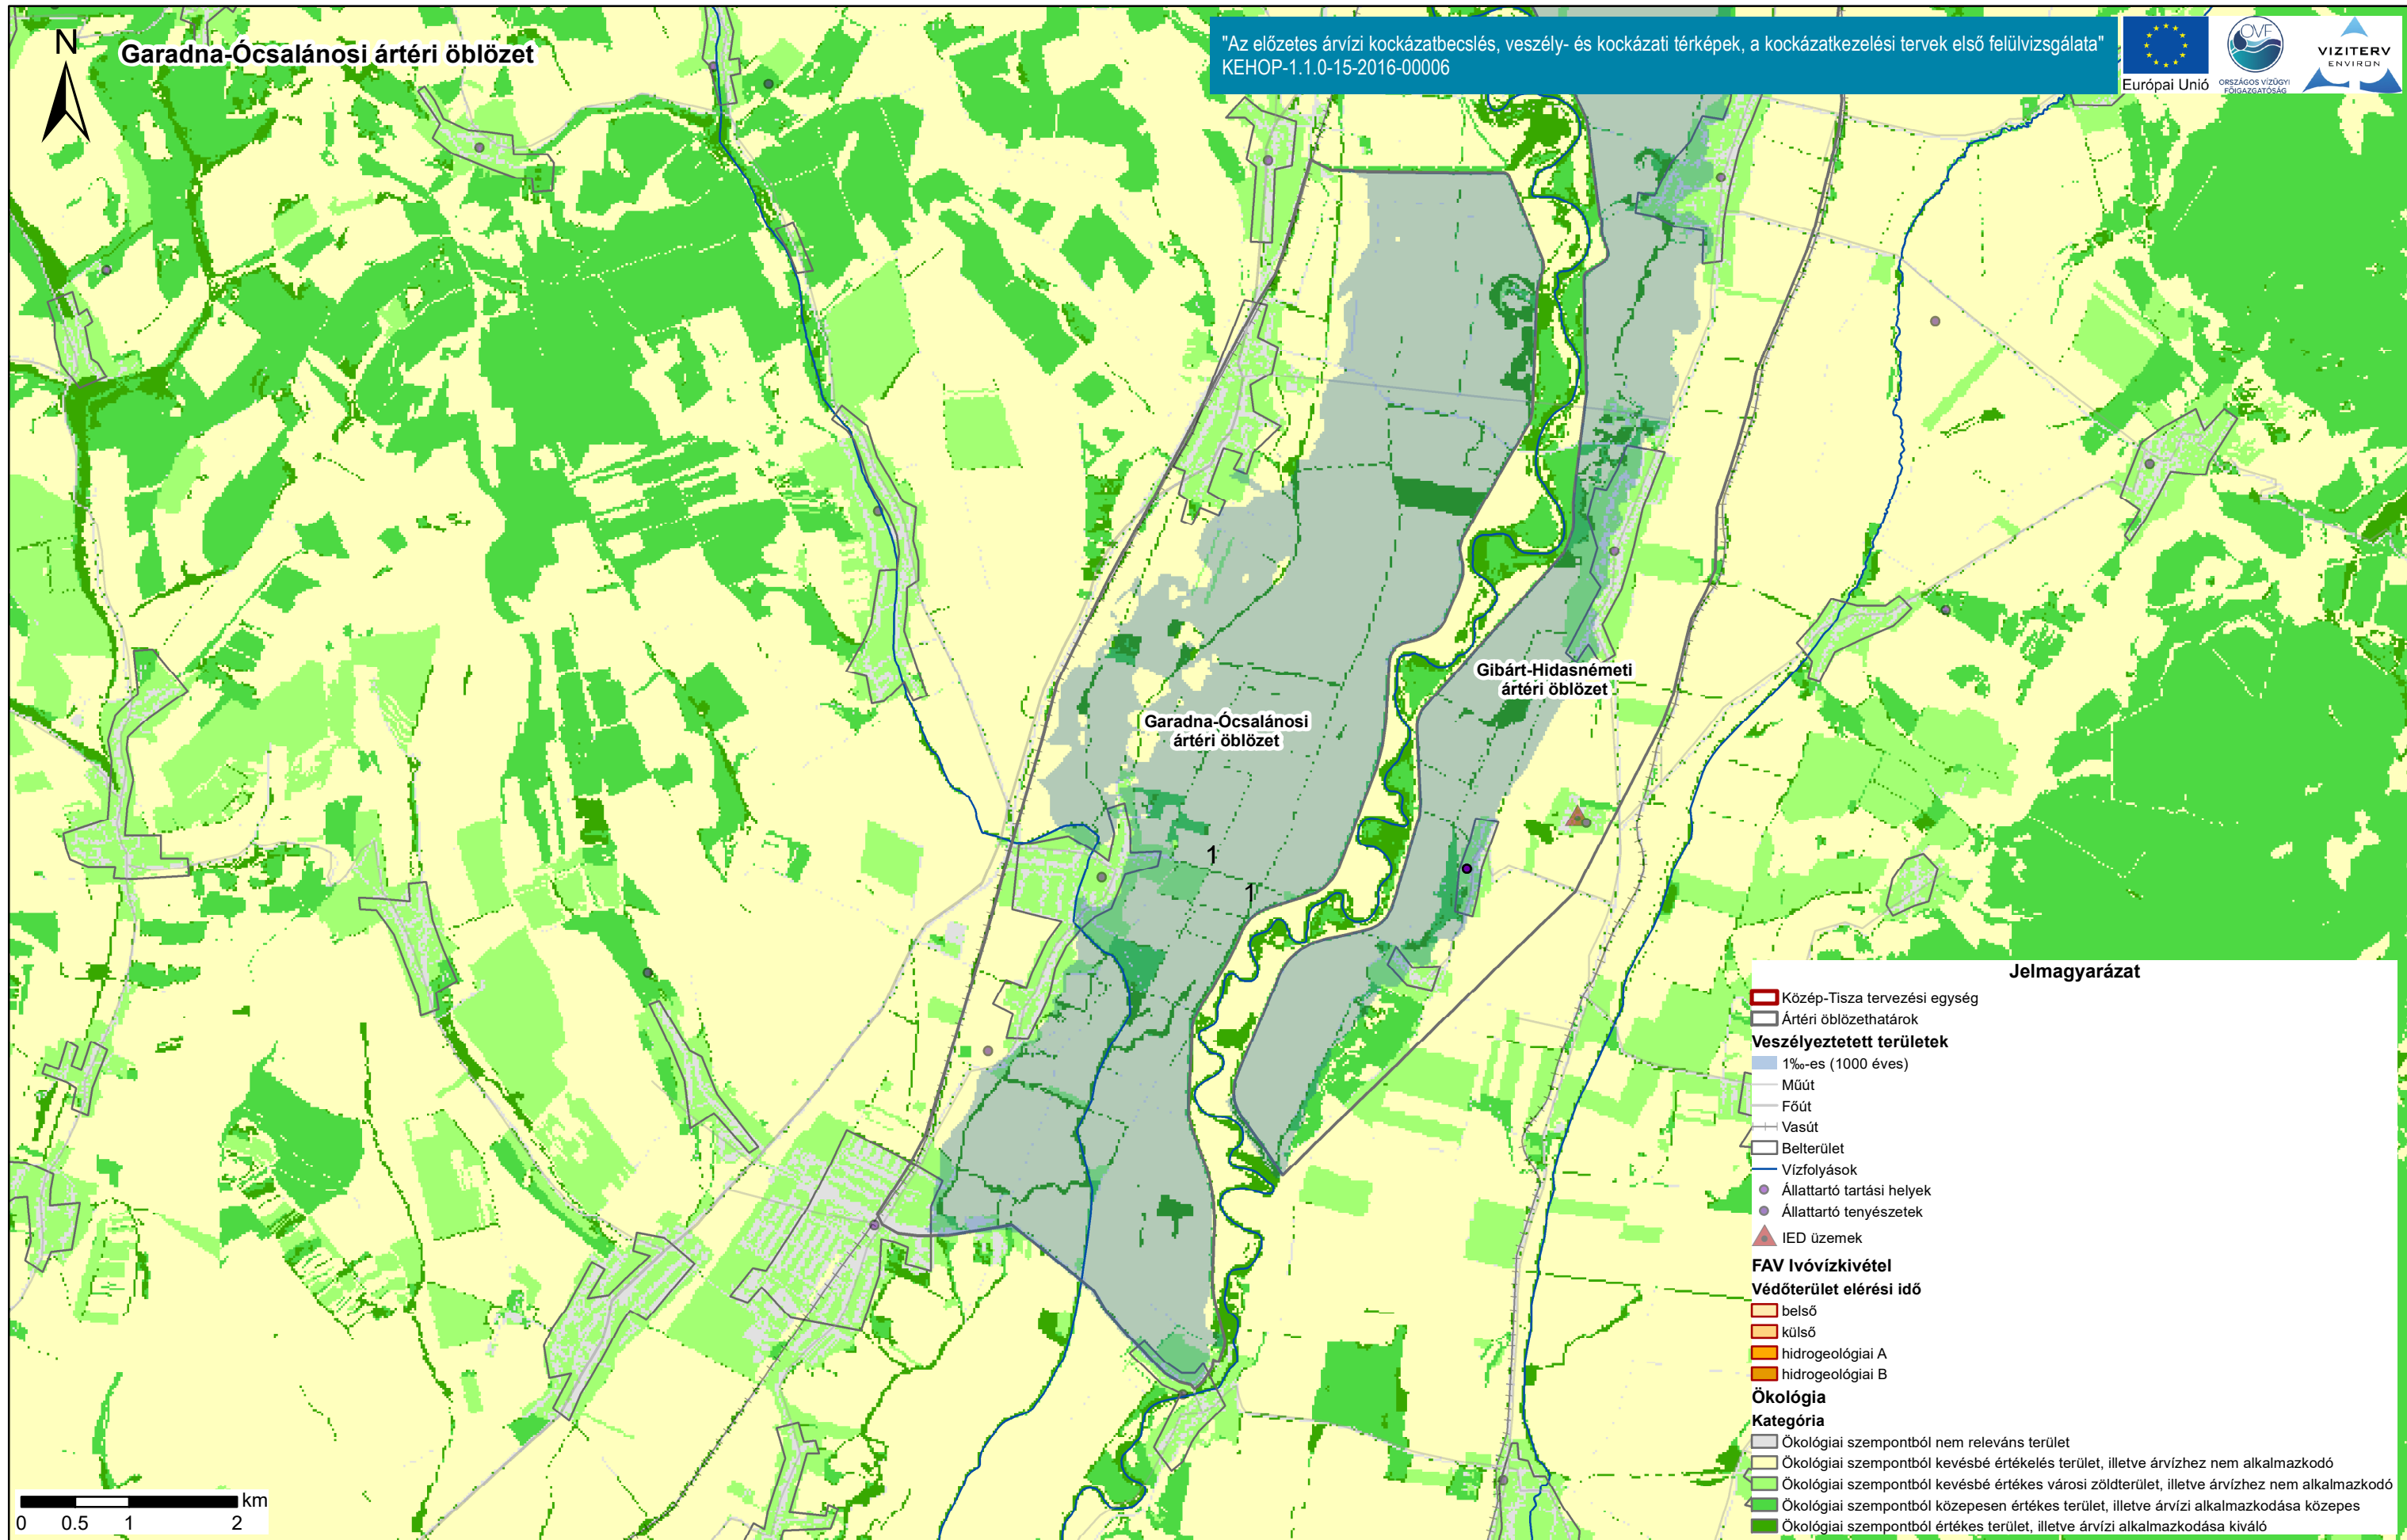 N
Garadna-Ócsalánosi ártéri öblözet
"Az előzetes árvízi kockázatbecslés, veszély- és kockázati térképek, a kockázatkezelési tervek első felülvizsgálata"
KEHOP-1.1.0-15-2016-00006
Európai Unió
OVF
ORSZÁGOS VÍZÜGYI
FŐIGAZGATÓSÁG
VIZITERV
ENVIRON
Gibárt-Hidasnémeti
ártéri öblözet
Garadna-Ócsalánosi
ártéri öblözet
1
1
Jelmagyarázat
Közép-Tisza tervezési egység
Ártéri öblözethatárok
Veszélyeztetett területek
1‰-es (1000 éves)
Műút
Főút
Vasút
Belterület
Vízfolyások
Állattartó tartási helyek
Állattartó tenyészetek
IED üzemek
FAV Ivóvízkivétel
Védőterület elérési idő
belső
külső
hidrogeológiai A
hidrogeológiai B
Ökológia
Kategória
Ökológiai szempontból nem releváns terület
Ökológiai szempontból kevésbé értékelés terület, illetve árvízhez nem alkalmazkodó
Ökológiai szempontból kevésbé értékes városi zöldterület, illetve árvízhez nem alkalmazkodó
Ökológiai szempontból közepesen értékes terület, illetve árvízi alkalmazkodása közepes
Ökológiai szempontból értékes terület, illetve árvízi alkalmazkodása kiváló
km
0 0.5 1 2